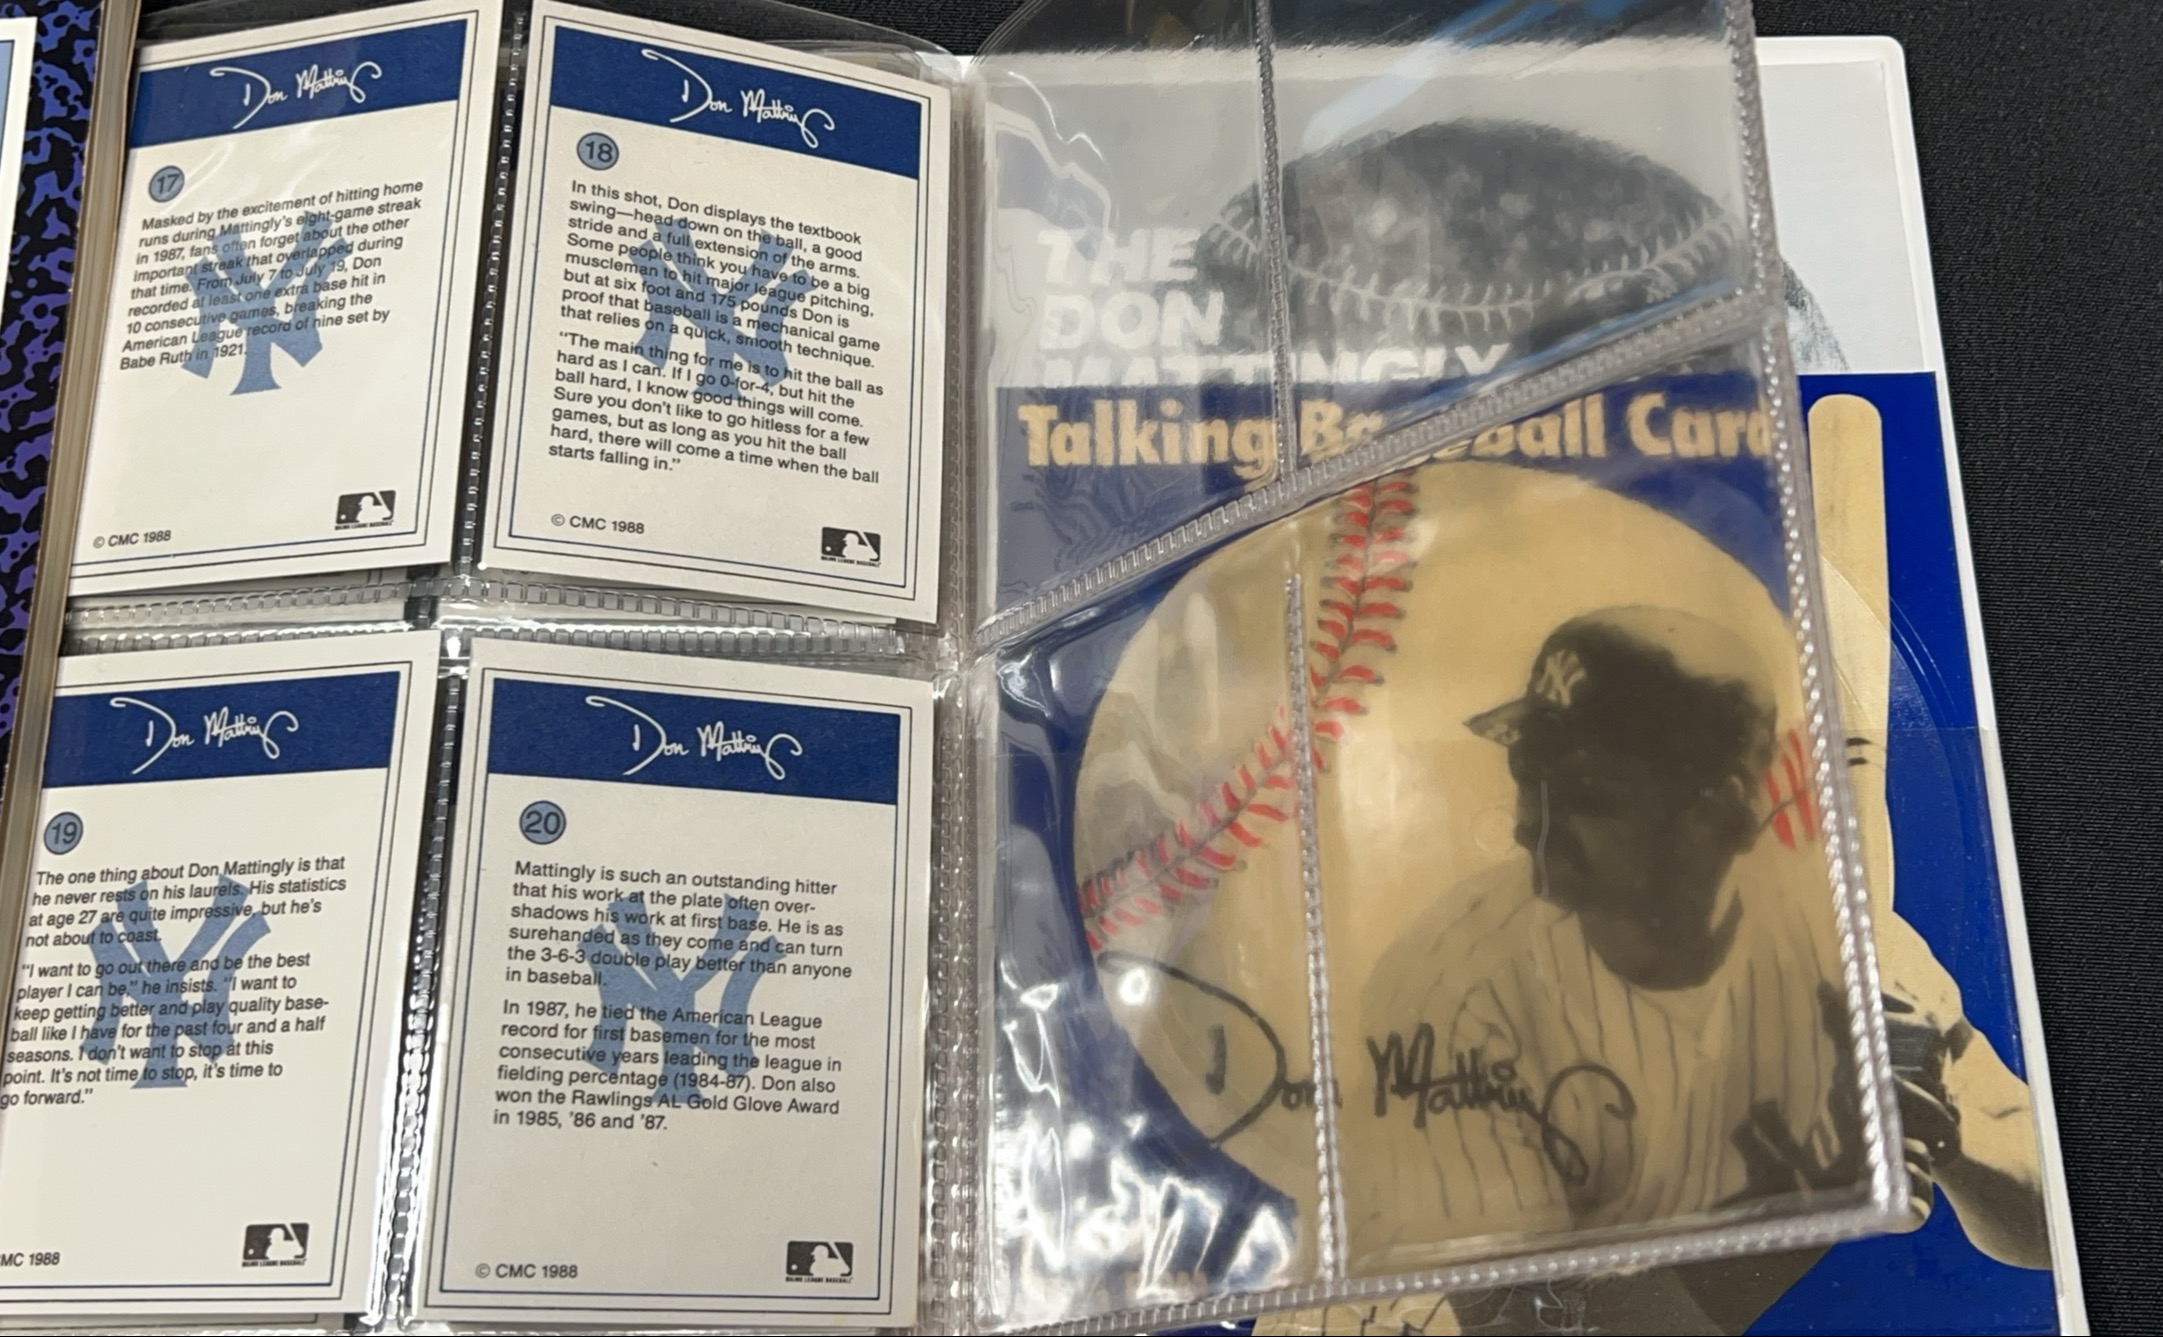 Don Mattingly
17
Masked by the excitement of hitting home
runs during Mattingly's eight-game streak
in 1987, fans often forget about the other
important streak that overlapped during
that time. From July 7 to July 19, Don
recorded at least one extra base hit in
10 consecutive games, breaking the
American League record of nine set by
Babe Ruth in 1921.
© CMC 1988
MAJOR LEAGUE BASEBALL
Don Mattingly
18
In this shot, Don displays the textbook
swing—head down on the ball, a good
stride and a full extension of the arms.
Some people think you have to be a big
muscleman to hit major league pitching,
but at six foot and 175 pounds Don is
proof that baseball is a mechanical game
that relies on a quick, smooth technique.
"The main thing for me is to hit the ball as
hard as I can. If I go 0-for-4, but hit the
ball hard, I know good things will come.
Sure you don't like to go hitless for a few
games, but as long as you hit the ball
hard, there will come a time when the ball
starts falling in."
© CMC 1988
MAJOR LEAGUE BASEBALL
Don Mattingly
19
The one thing about Don Mattingly is that
he never rests on his laurels. His statistics
at age 27 are quite impressive, but he's
not about to coast.
"I want to go out there and be the best
player I can be," he insists. "I want to
keep getting better and play quality base-
ball like I have for the past four and a half
seasons. I don't want to stop at this
point. It's not time to stop, it's time to
go forward."
MC 1988
MAJOR LEAGUE BASEBALL
Don Mattingly
20
Mattingly is such an outstanding hitter
that his work at the plate often over-
shadows his work at first base. He is as
surehanded as they come and can turn
the 3-6-3 double play better than anyone
in baseball.
In 1987, he tied the American League
record for first basemen for the most
consecutive years leading the league in
fielding percentage (1984-87). Don also
won the Rawlings AL Gold Glove Award
in 1985, '86 and '87.
© CMC 1988
MAJOR LEAGUE BASEBALL
THE
DON
MATTINGLY
Talking Baseball Card
NY
Don Mattingly